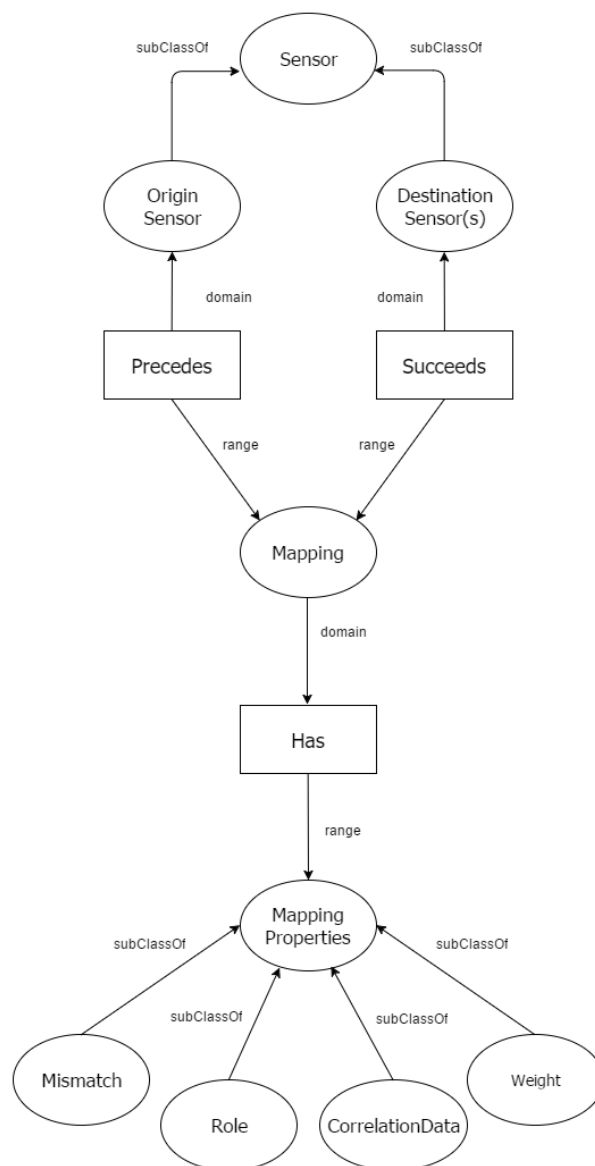 subClassOf
subClassOf
Sensor
Origin
Sensor
Destination
Sensor(s)
domain
domain
Precedes
Succeeds
range
range
Mapping
domain
Has
range
Mapping
Properties
subClassOf
subClassOf
subClassOf
subClassOf
Mismatch
Weight
Role
CorrelationData